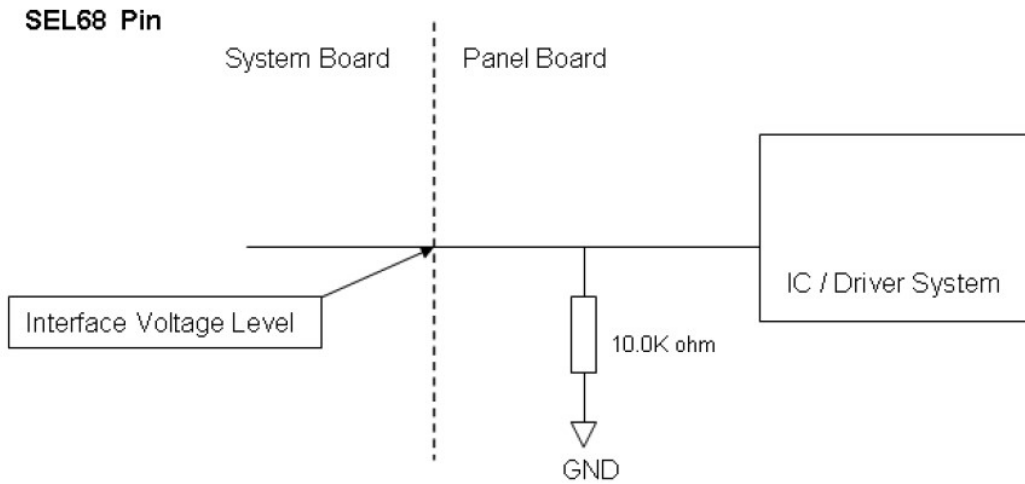 SEL68 Pin
System Board
Panel Board
IC / Driver System
Interface Voltage Level
10.0K ohm
GND